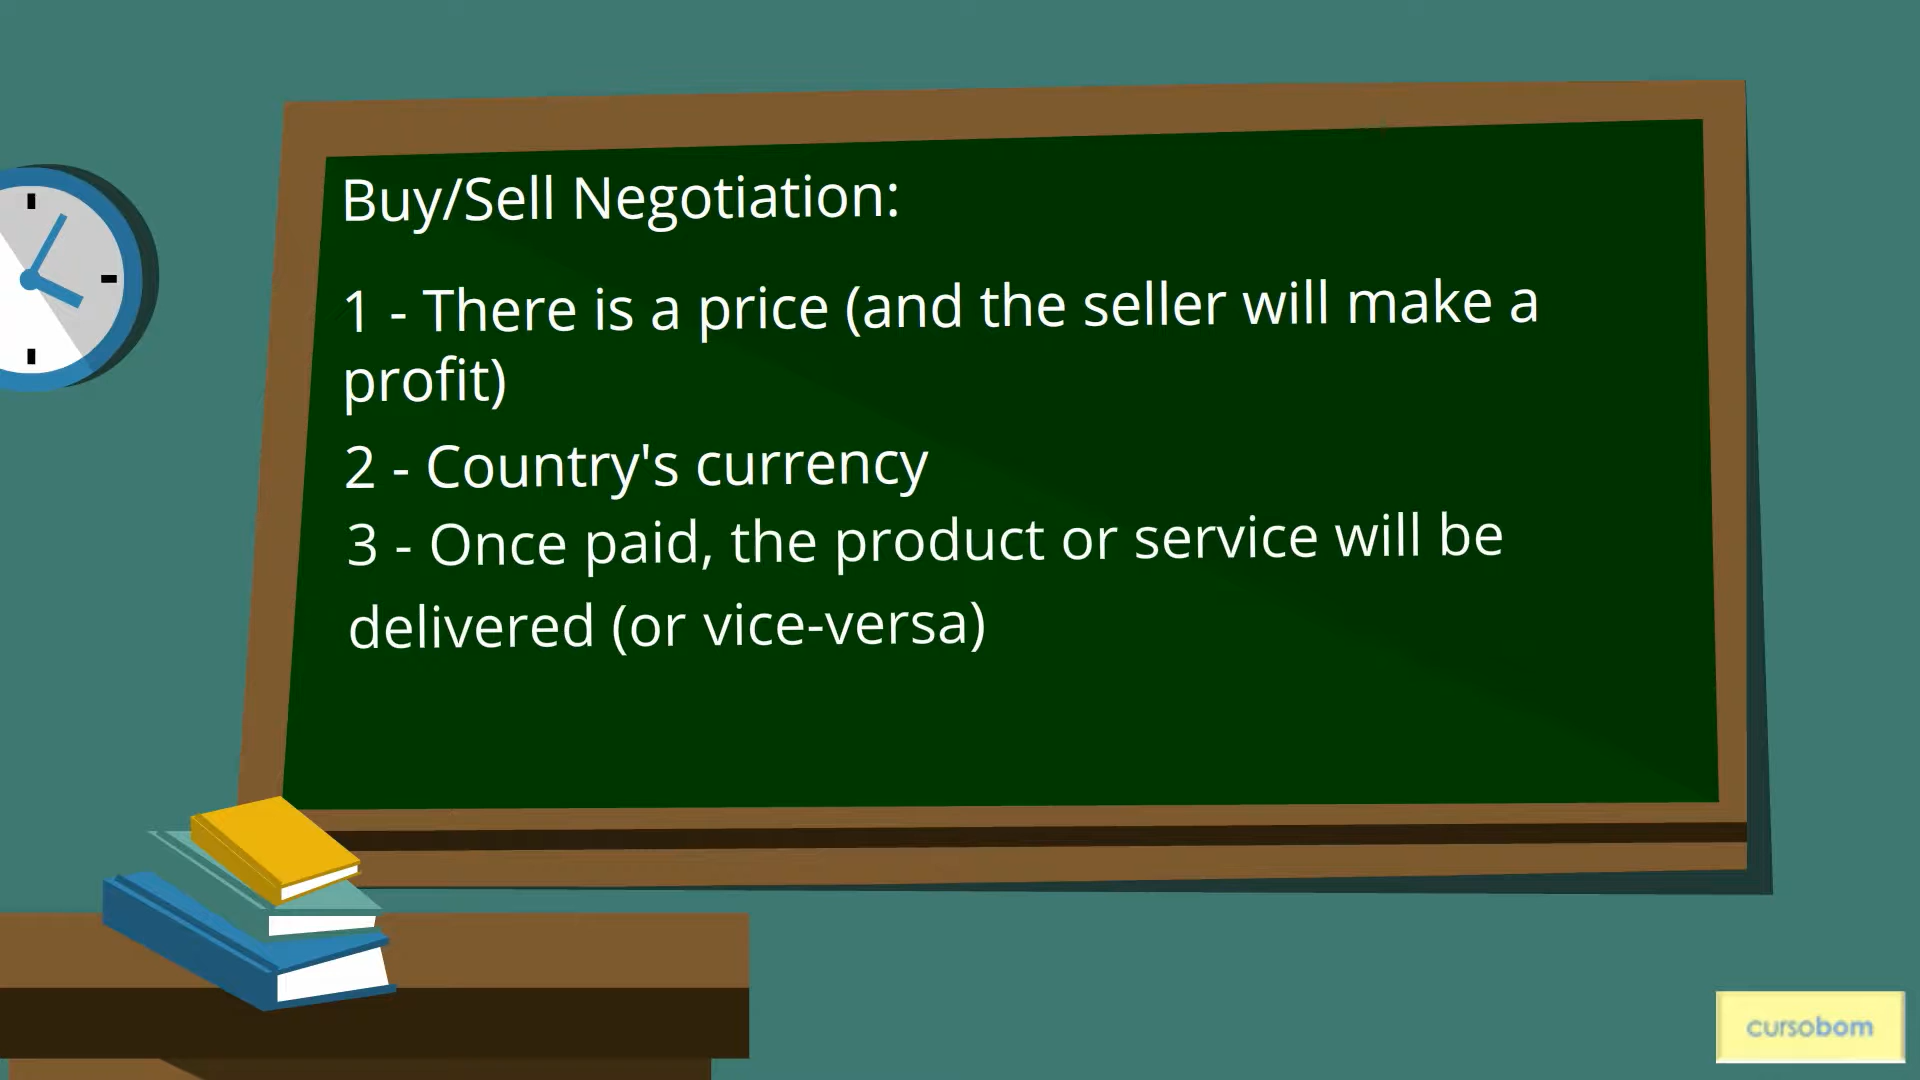 Buy/Sell Negotiation:
1 - There is a price (and the seller will make a
profit)
2 - Country's currency
3 - Once paid, the product or service will be
delivered (or vice-versa)
cursobom